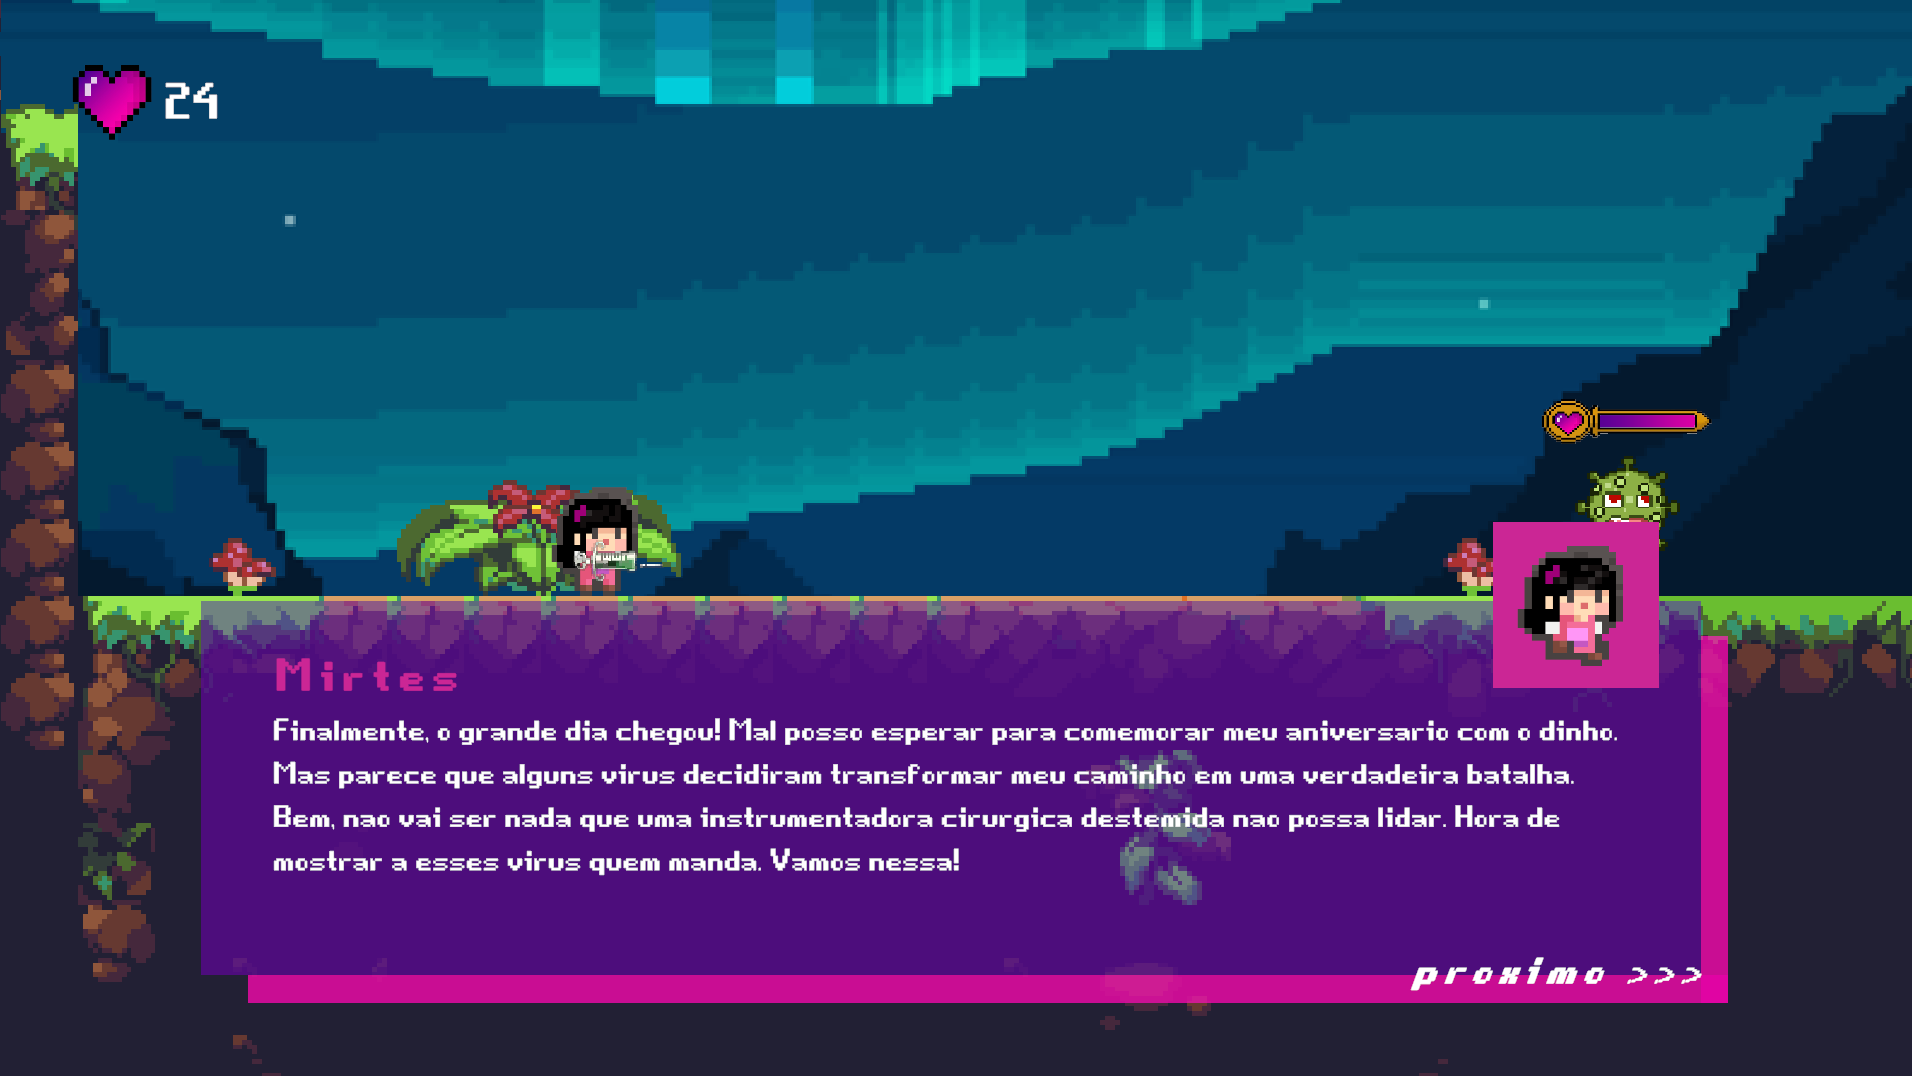 24
Mirtes
Finalmente, o grande dia chegou! Mal posso esperar para comemorar meu aniversario com o dinho.
Mas parece que alguns virus decidiram transformar meu caminho em uma verdadeira batalha.
Bem, nao vai ser nada que uma instrumentadora cirurgica destemida nao possa lidar. Hora de
mostrar a esses virus quem manda. Vamos nessa!
proximo >>>